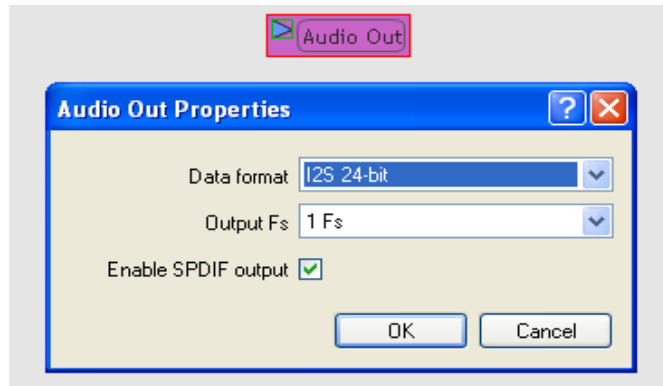 Audio Out
Audio Out Properties
?
Data format I2S 24-bit
Output Fs 1 Fs
Enable SPDIF output
OK Cancel